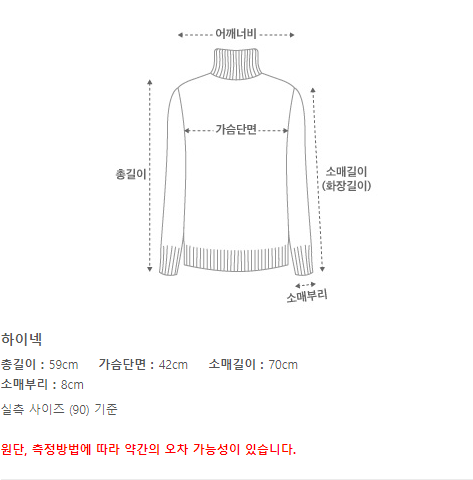 어깨너비
가슴단면
총길이
소매길이
(화장길이)
소매부리
하이넥
총길이 : 59cm 가슴단면 : 42cm 소매길이 : 70cm
소매부리 : 8cm
실측 사이즈 (90) 기준
원단, 측정방법에 따라 약간의 오차 가능성이 있습니다.